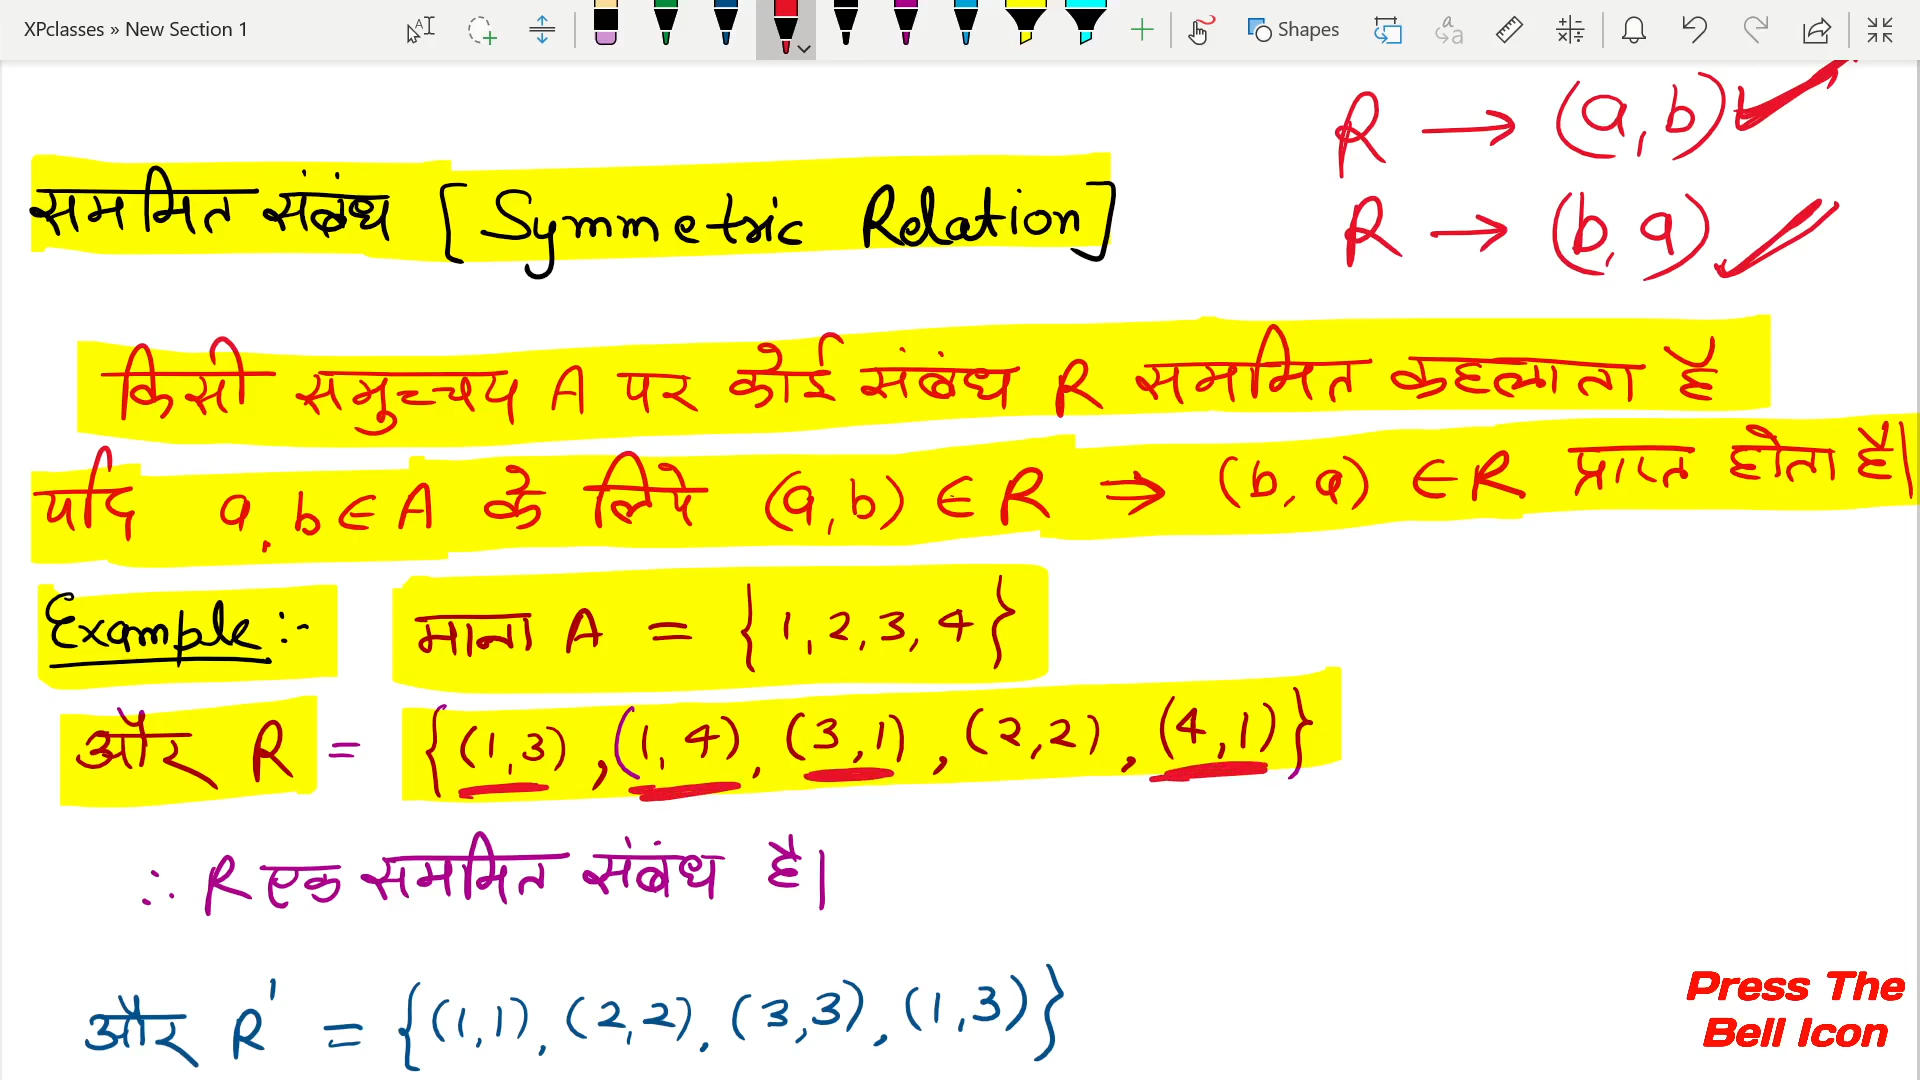 XPclasses » New Section 1
Shapes
R → (a, b)
R → (b, a)
सममित संबंध [Symmetric Relation]
किसी समुच्चय A पर कोई संबंध R सममित कहलाता है
यदि a, b ∈ A के लिए (a, b) ∈ R ⇒ (b, a) ∈ R प्राप्त होता है।
Example :-
माना A = {1, 2, 3, 4}
और R = {(1, 3), (1, 4), (3, 1), (2, 2), (4, 1)}
∴ R एक सममित संबंध है।
और R' = {(1, 1), (2, 2), (3, 3), (1, 3)}
Press The
Bell Icon